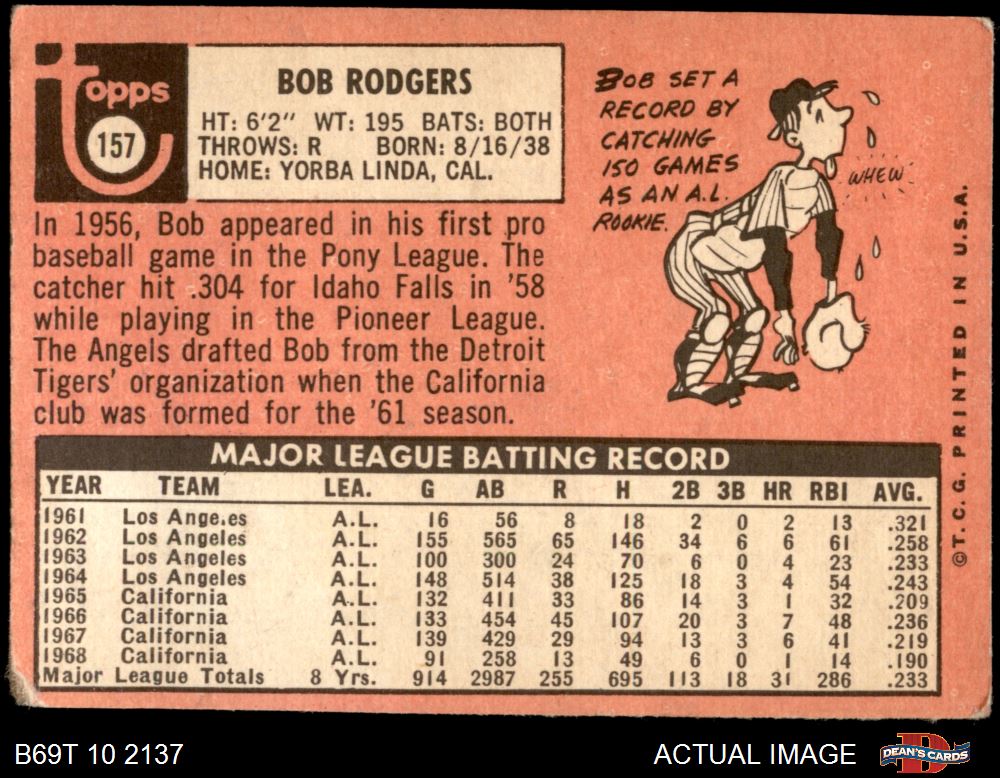 topps
157
BOB RODGERS
HT: 6'2" WT: 195 BATS: BOTH
THROWS: R BORN: 8/16/38
HOME: YORBA LINDA, CAL.
BOB SET A
RECORD BY
CATCHING
150 GAMES
AS AN A.L.
ROOKIE.
WHEW
In 1956, Bob appeared in his first pro
baseball game in the Pony League. The
catcher hit .304 for Idaho Falls in '58
while playing in the Pioneer League.
The Angels drafted Bob from the Detroit
Tigers' organization when the California
club was formed for the '61 season.
MAJOR LEAGUE BATTING RECORD
YEAR TEAM LEA. G AB R H 2B 3B HR RBI AVG.
1961 Los Angeles A.L. 16 56 8 18 2 0 2 13 .321
1962 Los Angeles A.L. 155 565 65 146 34 6 6 61 .258
1963 Los Angeles A.L. 100 300 24 70 6 0 4 23 .233
1964 Los Angeles A.L. 148 514 38 125 18 3 4 54 .243
1965 California A.L. 132 411 33 86 14 3 1 32 .209
1966 California A.L. 133 454 45 107 20 3 7 48 .236
1967 California A.L. 139 429 29 94 13 3 6 41 .219
1968 California A.L. 91 258 13 49 6 0 1 14 .190
Major League Totals 8 Yrs. 914 2987 255 695 113 18 31 286 .233
©T.C.G. PRINTED IN U.S.A.
B69T 10 2137
ACTUAL IMAGE
D
DEAN'S CARDS